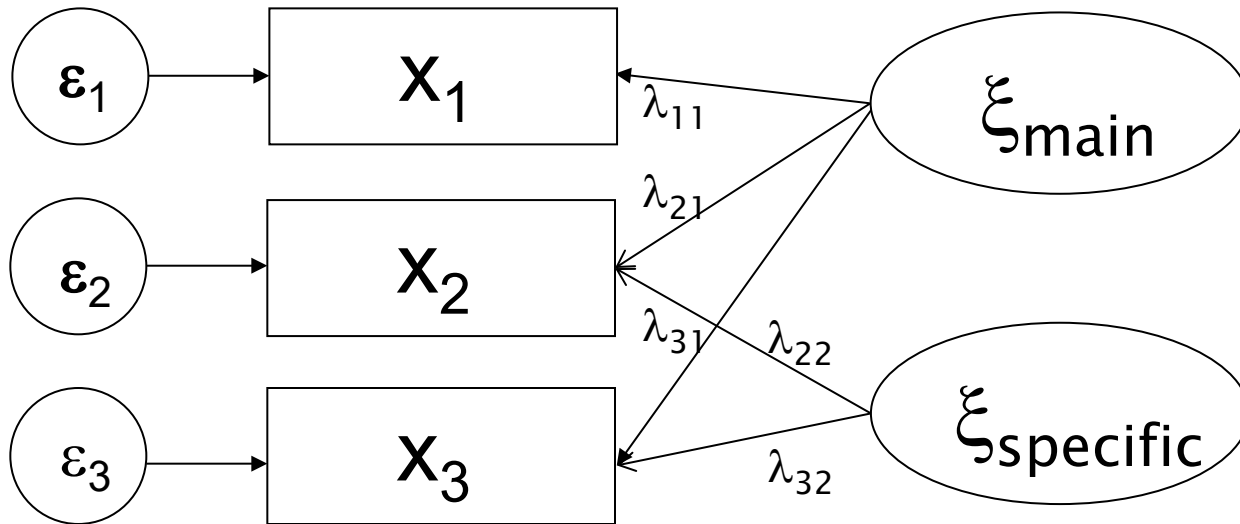 ε₁
x₁
λ₁₁
ξmain
λ₂₁
ε₂
x₂
λ₃₁
λ₂₂
ε₃
x₃
λ₃₂
ξspecific